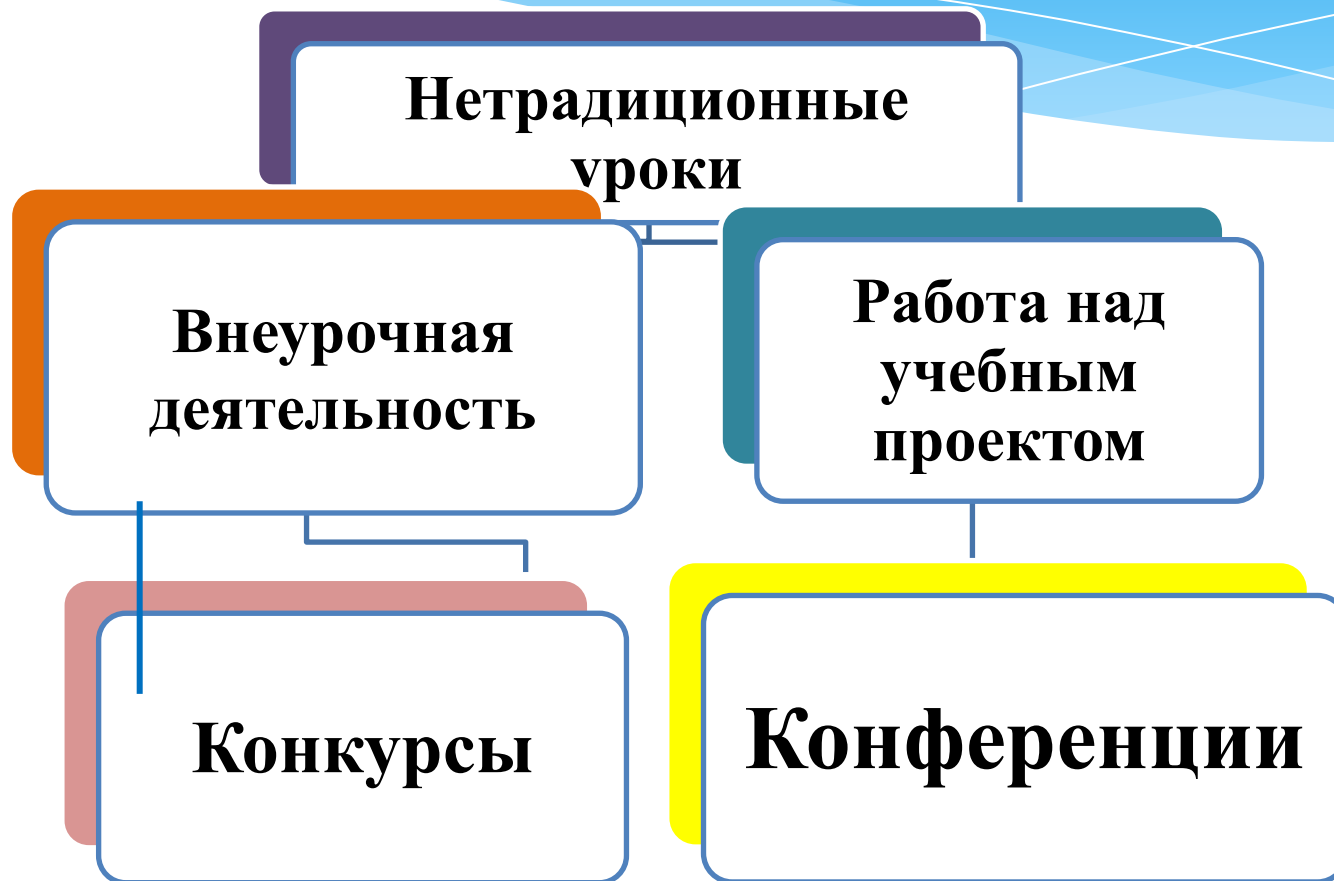 Нетрадиционные
уроки
Внеурочная
деятельность
Работа над
учебным
проектом
Конкурсы
Конференции